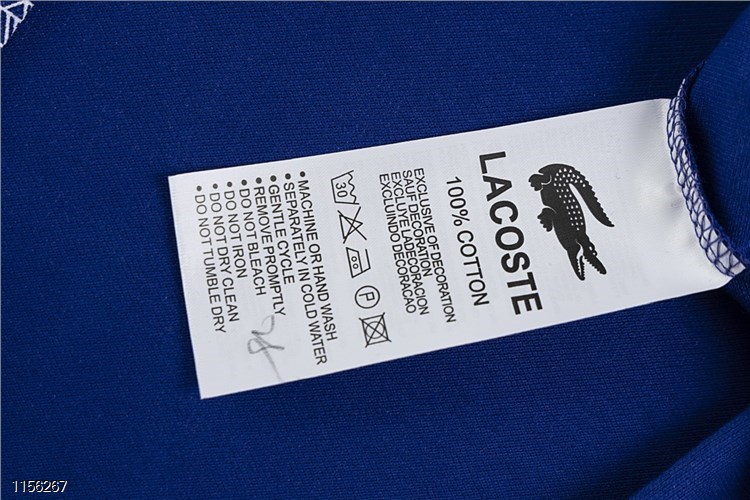 LACOSTE
100% COTTON
EXCLUSIVE OF DECORATION
SAUF DECORATION
EXCLUYE LA DECORACION
EXCLUINDO DECORACAO
30
P
• MACHINE OR HAND WASH
• SEPARATELY IN COLD WATER
• GENTLE CYCLE
• REMOVE PROMPTLY
• DO NOT BLEACH
• DO NOT IRON
• DO NOT DRY CLEAN
• DO NOT TUMBLE DRY
1156267